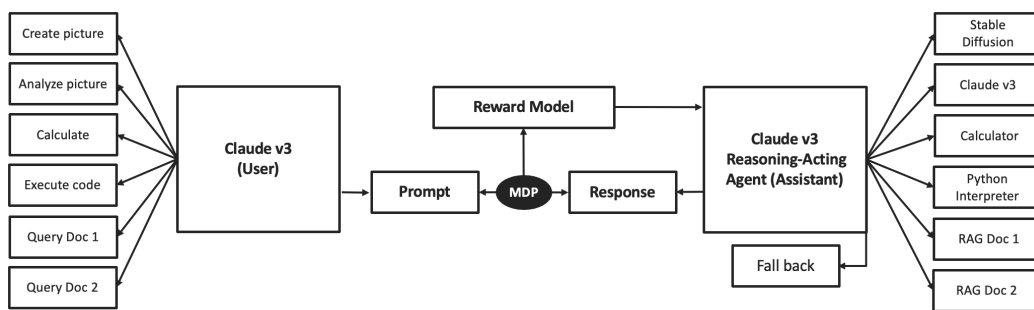 Create picture
Analyze picture
Calculate
Execute code
Query Doc 1
Query Doc 2
Claude v3
(User)
Prompt
Reward Model
MDP
Response
Claude v3
Reasoning-Acting
Agent (Assistant)
Fall back
Stable
Diffusion
Claude v3
Calculator
Python
Interpreter
RAG Doc 1
RAG Doc 2